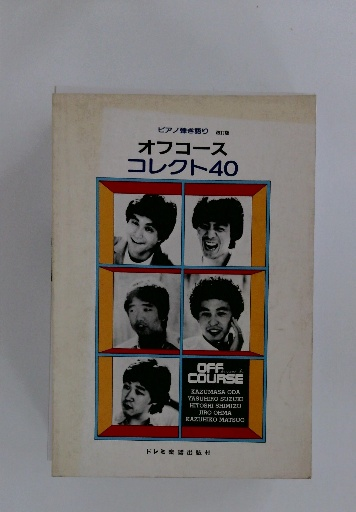 ピアノ弾き語り 改訂版
オフコース
コレクト40
OFF
COURSE
KAZUMASA ODA
YASUHIRO SUZUKI
HITOSHI SHIMIZU
JIRO OHMA
KAZUHIKO MATSUO
ドレミ楽譜出版社